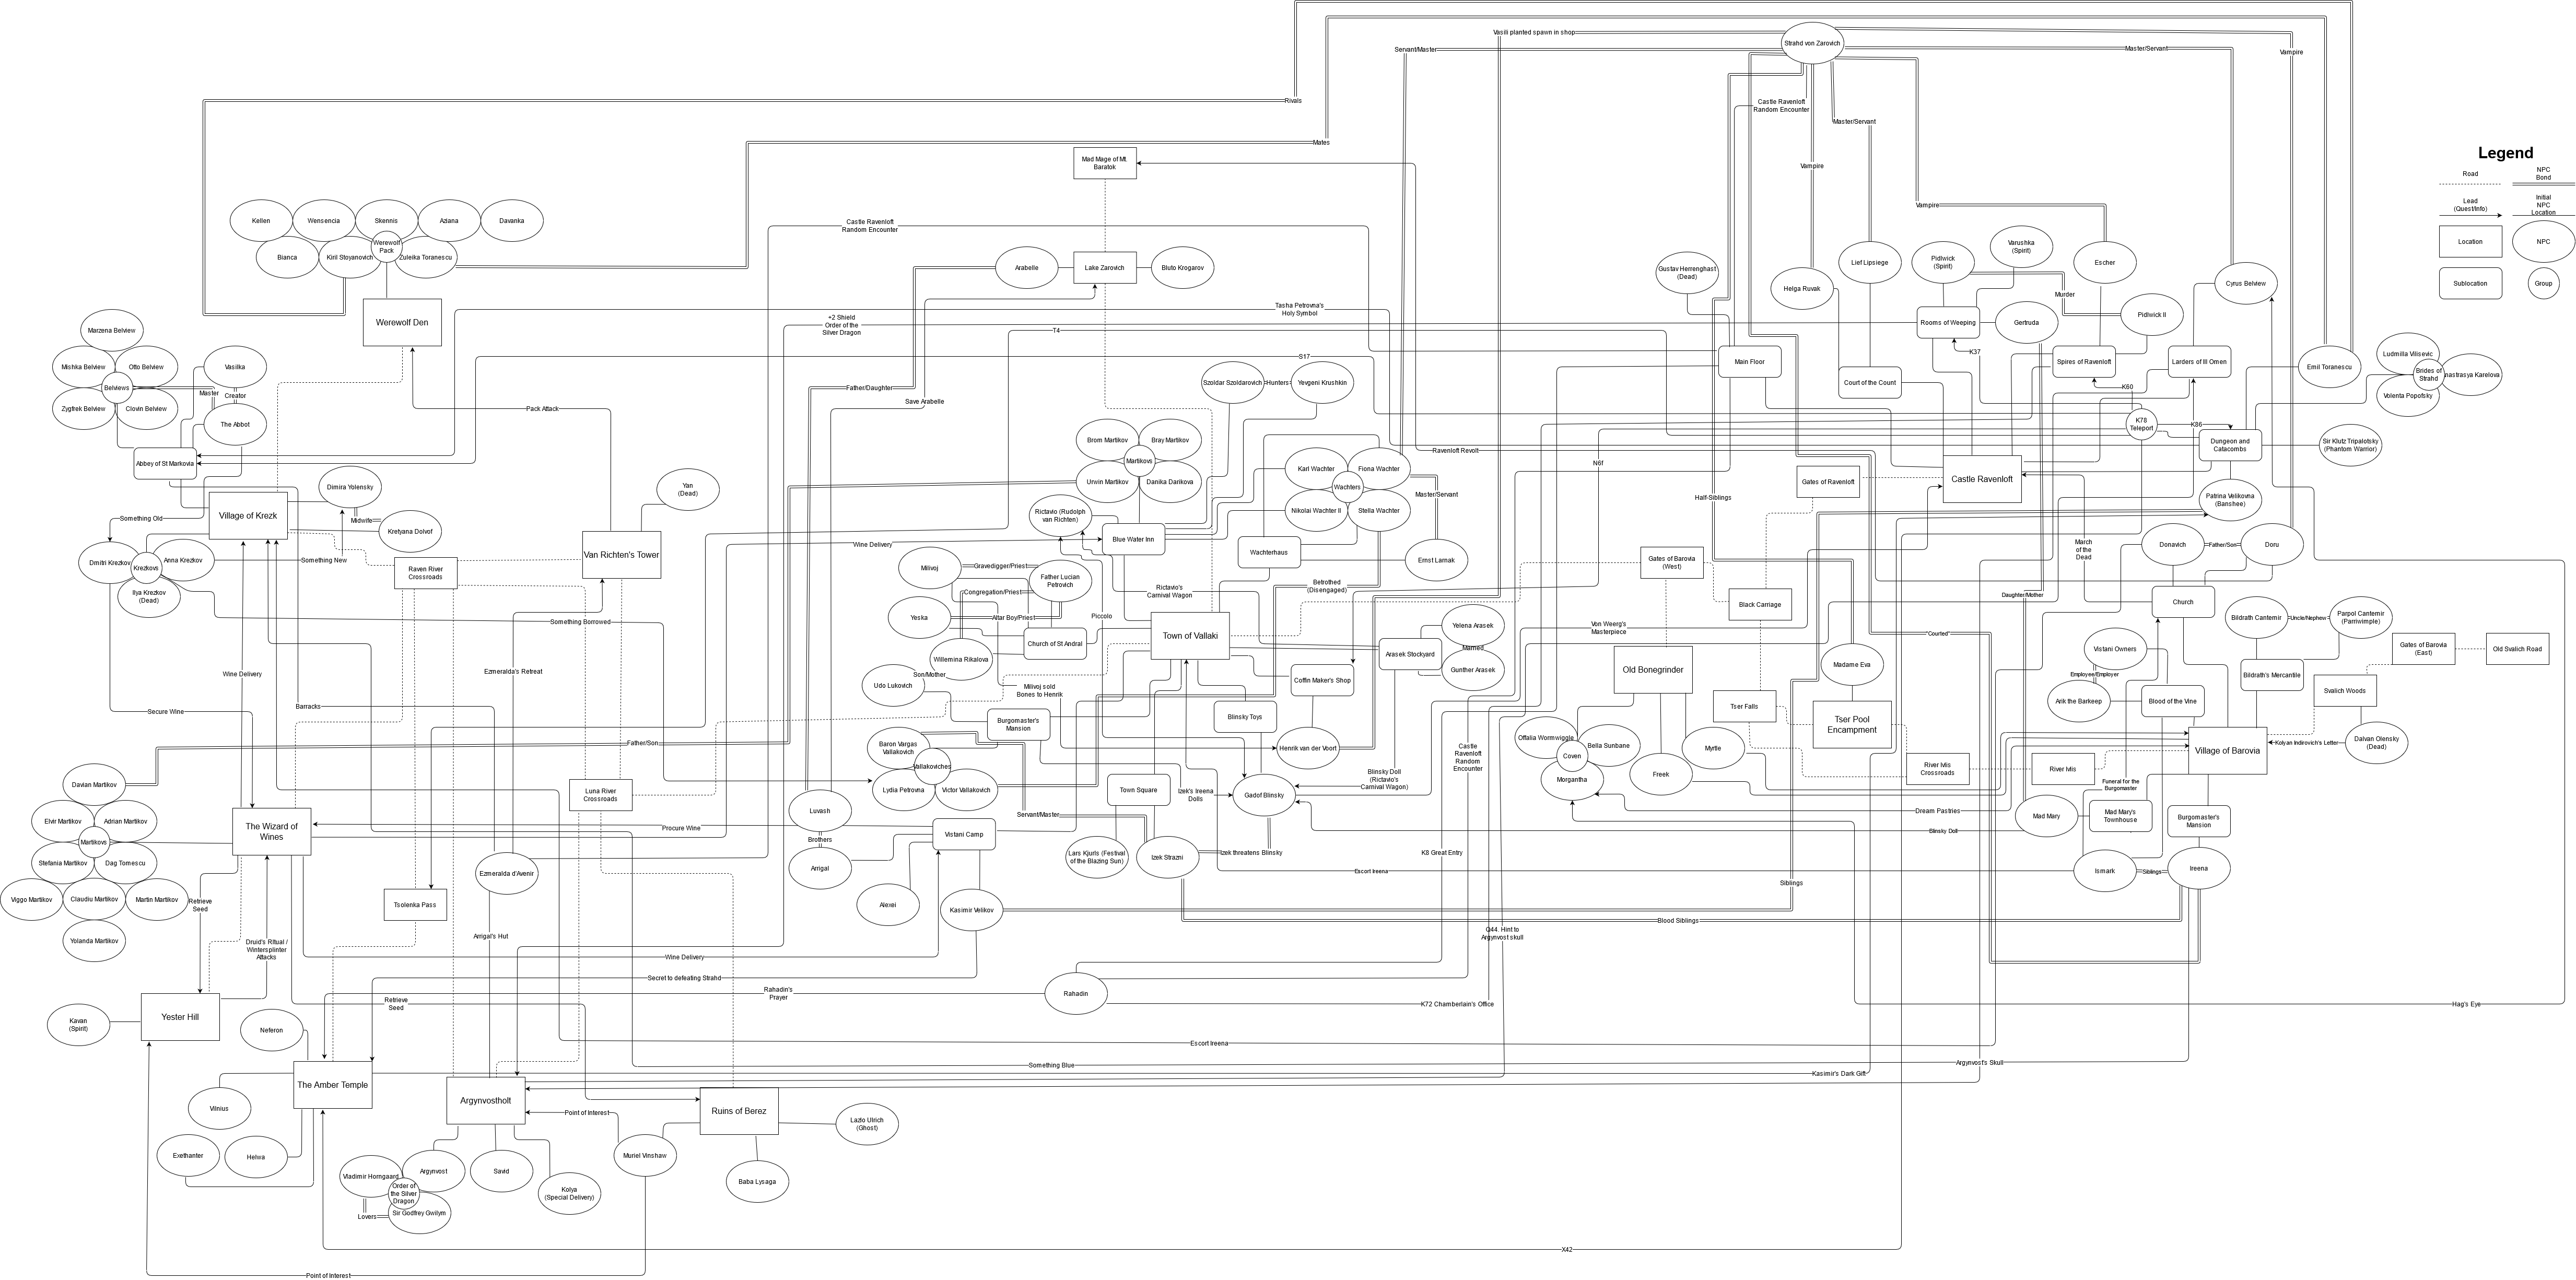 Strahd von Zarovich
Vasili planted spawn in shop
Servant/Master
Master/Servant
Vampire
Rivals
Castle Ravenloft
Random Encounter
Master/Servant
Mates
Vampire
Vampire
Legend
Road
NPC
Bond
Lead
(Quest/Info)
Initial
NPC
Location
Location
NPC
Sublocation
Group
Mad Mage of Mt.
Baratok
Kellen
Wensencia
Skennis
Aziana
Davanka
Werewolf
Pack
Bianca
Kiril Stoyanovich
Zuleika Toranescu
Werewolf Den
Castle Ravenloft
Random Encounter
Arabelle
Lake Zarovich
Bluto Krogarov
Gustav Herrenghast
(Dead)
Helga Ruvak
Lief Lipsiege
Pidlwick
(Spirit)
Varushka
(Spirit)
Escher
Cyrus Belview
Murder
Pidlwick II
Rooms of Weeping
Gertruda
Tasha Petrovna's
Holy Symbol
+2 Shield
Order of the
Silver Dragon
T4
S17
K37
Main Floor
Court of the Count
Spires of Ravenloft
Larders of Ill Omen
Emil Toranescu
K60
K78
Teleport
K86
Dungeon and
Catacombs
Ludmilla Vilisevic
Brides of
Strahd
Anastrasya Karelova
Volenta Popofsky
Sir Klutz Tripalotsky
(Phantom Warrior)
Patrina Velikovna
(Banshee)
Castle Ravenloft
Gates of Ravenloft
Ravenloft Revolt
N6f
Half-Siblings
Marzena Belview
Mishka Belview
Otto Belview
Belviews
Zygfrek Belview
Clovin Belview
Vasilka
Master
Creator
The Abbot
Abbey of St Markovia
Pack Attack
Father/Daughter
Save Arabelle
Szoldar Szoldarovich
Hunters
Yevgeni Krushkin
Brom Martikov
Bray Martikov
Martikovs
Urwin Martikov
Danika Darikova
Karl Wachter
Fiona Wachter
Wachters
Nikolai Wachter II
Stella Wachter
Master/Servant
Ernst Larnak
Wachterhaus
Rictavio (Rudolph
van Richten)
Blue Water Inn
Wine Delivery
Dimira Yolensky
Midwife
Kretyana Dolvof
Village of Krezk
Something Old
Dmitri Krezkov
Krezkovs
Anna Krezkov
Something New
Ilya Krezkov
(Dead)
Something Borrowed
Yan
(Dead)
Van Richten's Tower
Raven River
Crossroads
Milivoj
Gravedigger/Priest
Father Lucian
Petrovich
Congregation/Priest
Yeska
Altar Boy/Priest
Piccolo
Church of St Andral
Willemina Rikalova
Son/Mother
Udo Lukovich
Milivoj sold
Bones to Henrik
Rictavio's
Carnival Wagon
Town of Vallaki
Betrothed
(Disengaged)
Yelena Arasek
Married
Arasek Stockyard
Gunther Arasek
Coffin Maker's Shop
Blinsky Toys
Henrik van der Voort
Burgomaster's
Mansion
Baron Vargas
Vallakovich
Vallakoviches
Lydia Petrovna
Victor Vallakovich
Town Square
Izek's Ireena
Dolls
Gadof Blinsky
Blinsky Doll
(Rictavio's
Carnival Wagon)
Castle
Ravenloft
Random
Encounter
Gates of Barovia
(West)
Black Carriage
Von Weerg's
Masterpiece
Old Bonegrinder
Offalia Wormwiggle
Bella Sunbane
Coven
Morgantha
Freek
Myrtle
Madame Eva
Courted
Tser Falls
Tser Pool
Encampment
River Ivlis
Crossroads
River Ivlis
Dream Pastries
March
of the
Dead
Daughter/Mother
Donavich
Father/Son
Doru
Church
Vistani Owners
Employee/Employer
Arik the Barkeep
Blood of the Vine
Bildrath Cantemir
Uncle/Nephew
Parpol Cantemir
(Parriwimple)
Bildrath's Mercantile
Gates of Barovia
(East)
Old Svalich Road
Svalich Woods
Village of Barovia
Kolyan Indirovich's Letter
Dalvan Olensky
(Dead)
Funeral for the
Burgomaster
Mad Mary
Mad Mary's
Townhouse
Burgomaster's
Mansion
Blinsky Doll
Ismark
Siblings
Ireena
Escort Ireena
Wine Delivery
Ezmeralda's Retreat
Secure Wine
Barracks
Father/Son
Luna River
Crossroads
Davian Martikov
Elvir Martikov
Adrian Martikov
Martikovs
Stefania Martikov
Dag Tomescu
Viggo Martikov
Claudiu Martikov
Martin Martikov
Yolanda Martikov
The Wizard of
Wines
Procure Wine
Luvash
Brothers
Arrigal
Vistani Camp
Servant/Master
Lars Kjurls (Festival
of the Blazing Sun)
Izek Strazni
Izek threatens Blinsky
K8 Great Entry
Alexei
Kasimir Velikov
Siblings
Blood Siblings
Ezmeralda d'Avenir
Tsolenka Pass
Retrieve
Seed
Druid's Ritual /
Wintersplinter
Attacks
Arrigal's Hut
Wine Delivery
Q44. Hint to
Argynvost skull
Secret to defeating Strahd
Rahadin's
Prayer
Rahadin
K72 Chamberlain's Office
Hag's Eye
Retrieve
Seed
Yester Hill
Kavan
(Spirit)
Neferon
Escort Ireena
Something Blue
Argynvost's Skull
Kasimir's Dark Gift
The Amber Temple
Vilnius
Exethanter
Helwa
Argynvostholt
Point of Interest
Ruins of Berez
Lazlo Ulrich
(Ghost)
Muriel Vinshaw
Baba Lysaga
Vladimir Horngaard
Argynvost
Order of
the Silver
Dragon
Sir Godfrey Gwilym
Lovers
Savid
Kolya
(Special Delivery)
X42
Point of Interest
Vampire